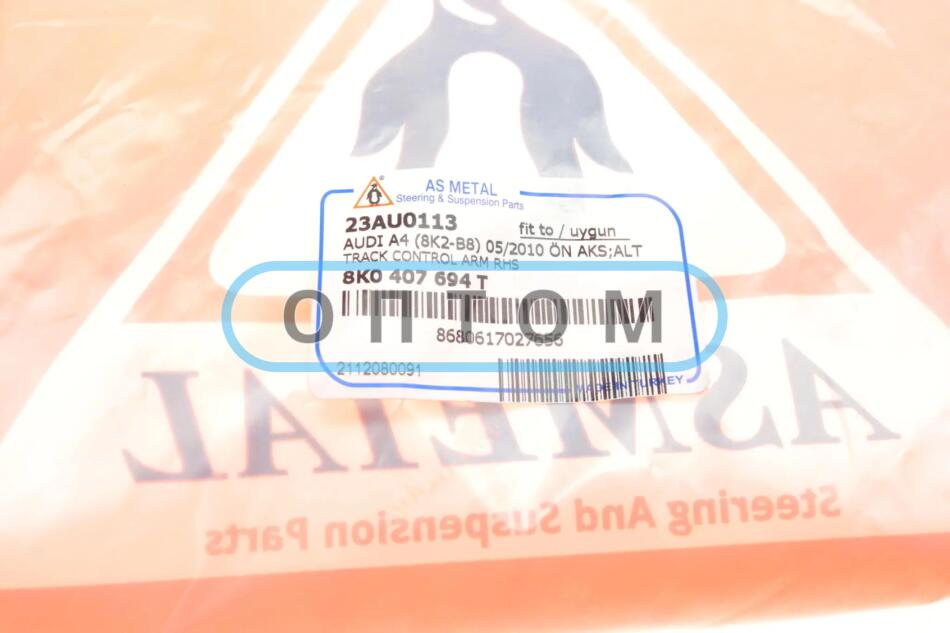 AS METAL
Steering & Suspension Parts
23AU0113
fit to / uygun
AUDI A4 (8K2-B8) 05/2010 ÖN AKS;ALT
TRACK CONTROL ARM RHS
8K0 407 694 T
ОПТОМ
8680617027656
2112080091
MADE IN TURKEY
ASMETAL
Steering And Suspension Parts